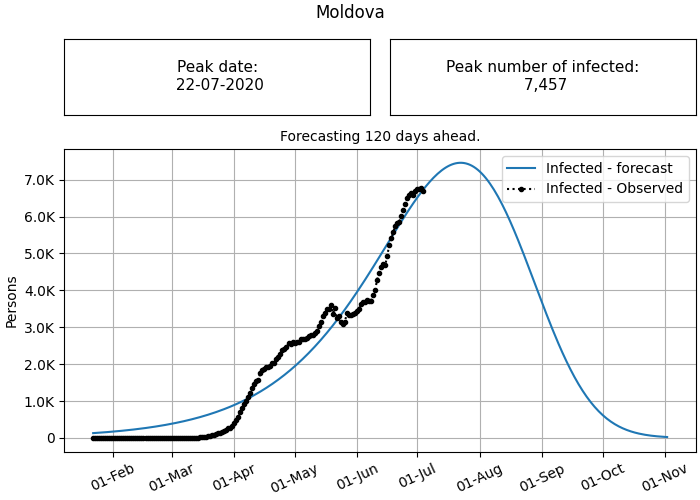 Moldova
Peak date:
22-07-2020
Peak number of infected:
7,457
Forecasting 120 days ahead.
Infected - forecast
Infected - Observed
Persons
7.0K
6.0K
5.0K
4.0K
3.0K
2.0K
1.0K
0
01-Feb
01-Mar
01-Apr
01-May
01-Jun
01-Jul
01-Aug
01-Sep
01-Oct
01-Nov